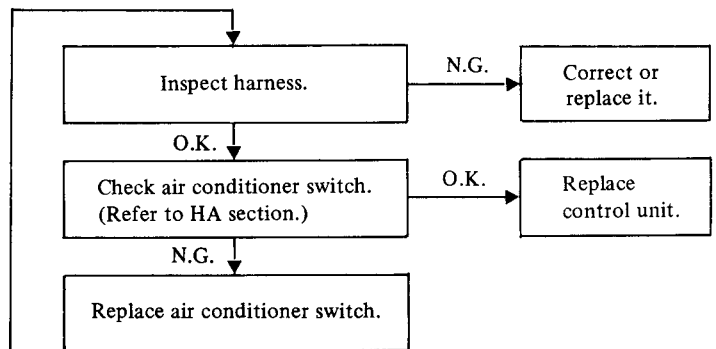 Inspect harness.
N.G.
Correct or
replace it.
O.K.
Check air conditioner switch.
(Refer to HA section.)
O.K.
Replace
control unit.
N.G.
Replace air conditioner switch.